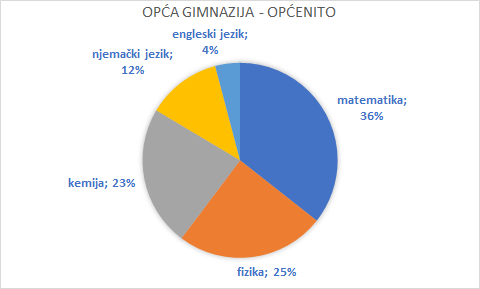 OPĆA GIMNAZIJA - OPĆENITO
engleski jezik;
4%
njemački jezik;
12%
matematika;
36%
kemija; 23%
fizika; 25%